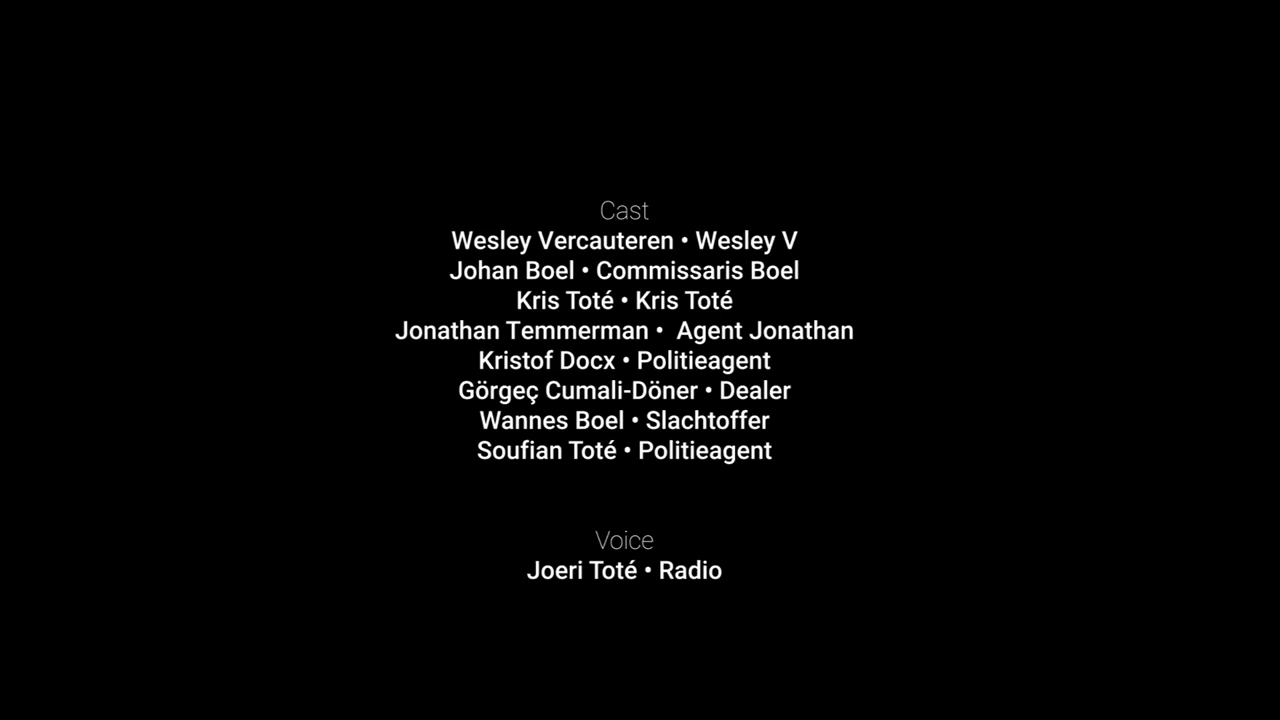 Cast
Wesley Vercauteren • Wesley V
Johan Boel • Commissaris Boel
Kris Toté • Kris Toté
Jonathan Temmerman • Agent Jonathan
Kristof Docx • Politieagent
Görgeç Cumali-Döner • Dealer
Wannes Boel • Slachtoffer
Soufian Toté • Politieagent
Voice
Joeri Toté • Radio